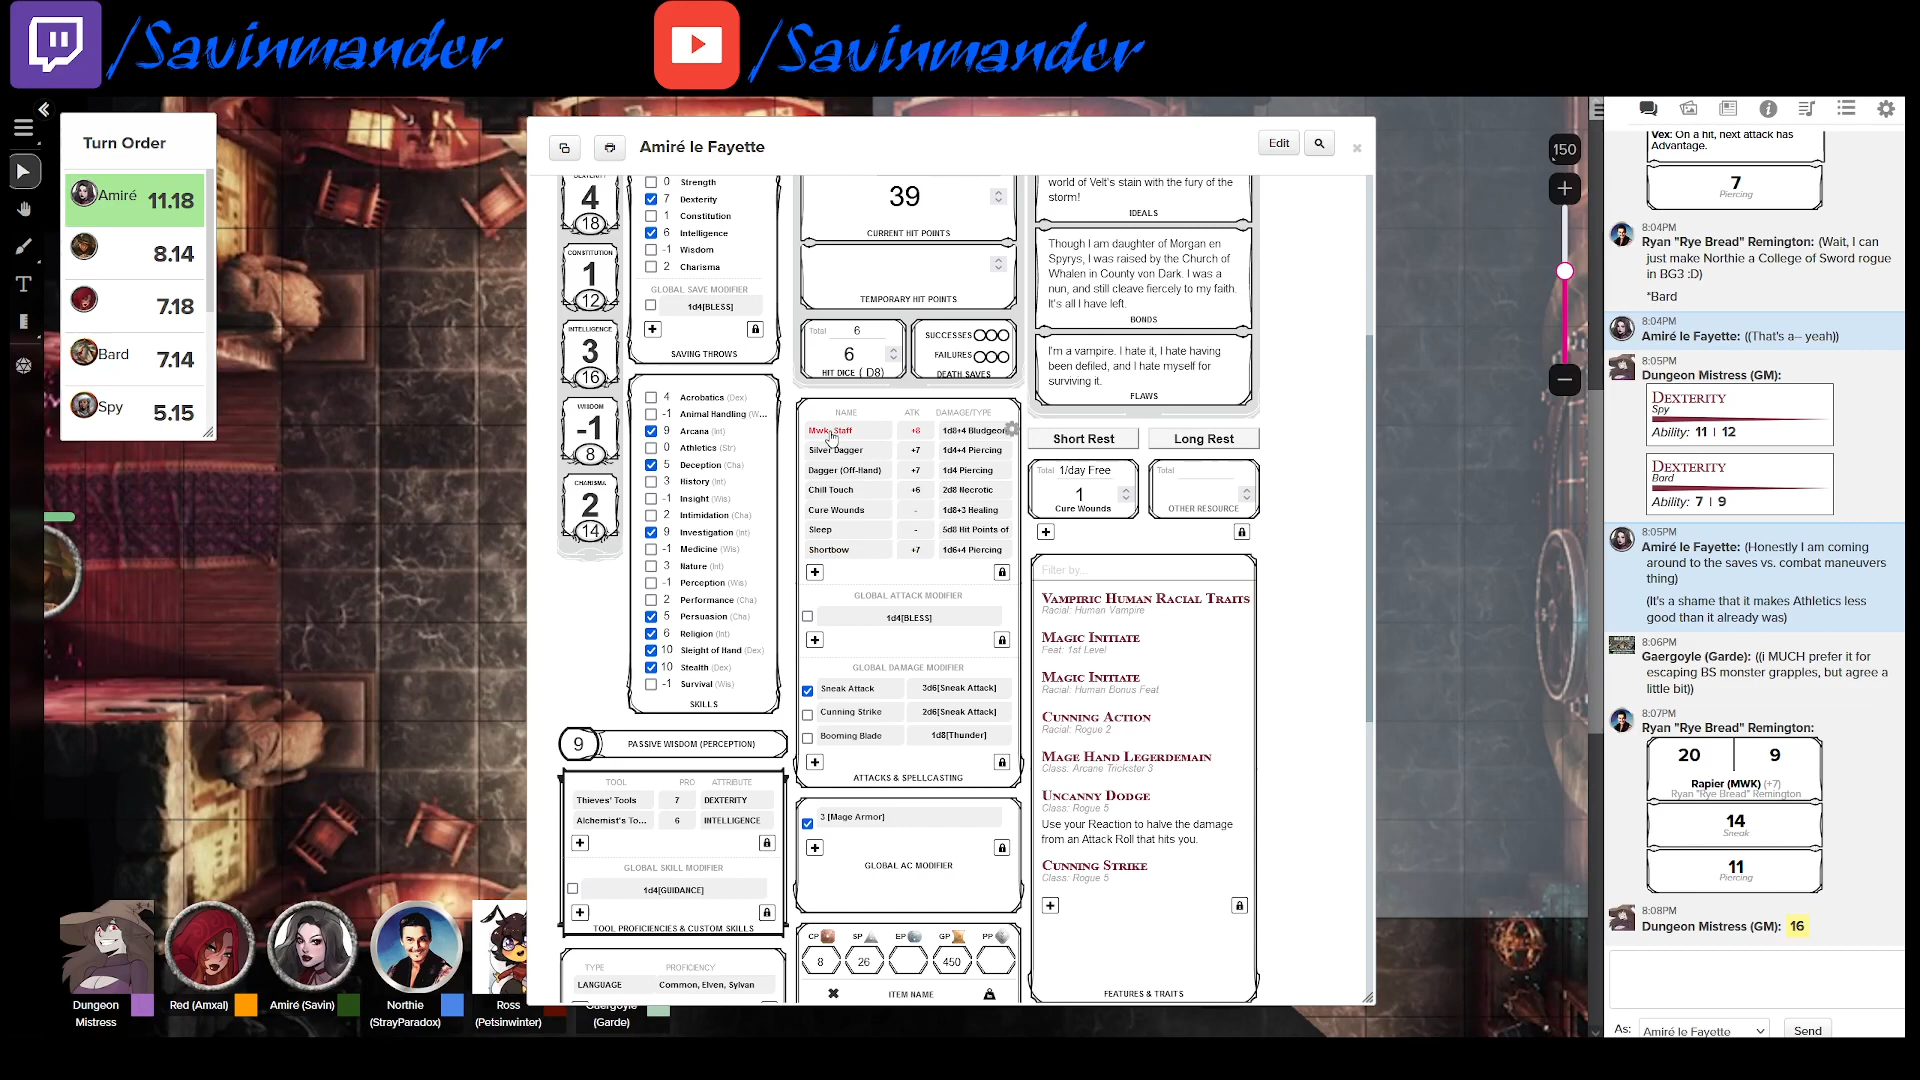 /Savinmander
/Savinmander
Turn Order
Amiré 11.18
8.14
7.18
Bard 7.14
Spy 5.15
Amiré le Fayette
Edit
4
18
CONSTITUTION
1
12
INTELLIGENCE
3
16
WISDOM
-1
8
CHARISMA
2
14
0 Strength
7 Dexterity
1 Constitution
6 Intelligence
-1 Wisdom
2 Charisma
GLOBAL SAVE MODIFIER
1d4[BLESS]
SAVING THROWS
4 Acrobatics (Dex)
-1 Animal Handling (W...
9 Arcana (Int)
0 Athletics (Str)
5 Deception (Cha)
3 History (Int)
-1 Insight (Wis)
2 Intimidation (Cha)
9 Investigation (Int)
-1 Medicine (Wis)
3 Nature (Int)
-1 Perception (Wis)
2 Performance (Cha)
5 Persuasion (Cha)
6 Religion (Int)
10 Sleight of Hand (Dex)
10 Stealth (Dex)
-1 Survival (Wis)
SKILLS
9 PASSIVE WISDOM (PERCEPTION)
TOOL PRO ATTRIBUTE
Thieves' Tools 7 DEXTERITY
Alchemist's To... 6 INTELLIGENCE
GLOBAL SKILL MODIFIER
1d4[GUIDANCE]
TOOL PROFICIENCIES & CUSTOM SKILLS
TYPE PROFICIENCY
LANGUAGE Common, Elven, Sylvan
39
CURRENT HIT POINTS
TEMPORARY HIT POINTS
Total 6
6
HIT DICE ( D8)
SUCCESSES
FAILURES
DEATH SAVES
NAME ATK DAMAGE/TYPE
Mwk. Staff +8 1d8+4 Bludgeon
Silver Dagger +7 1d4+4 Piercing
Dagger (Off-Hand) +7 1d4 Piercing
Chill Touch +6 2d8 Necrotic
Cure Wounds - 1d8+3 Healing
Sleep - 5d8 Hit Points of
Shortbow +7 1d6+4 Piercing
GLOBAL ATTACK MODIFIER
1d4[BLESS]
GLOBAL DAMAGE MODIFIER
Sneak Attack 3d6[Sneak Attack]
Cunning Strike 2d6[Sneak Attack]
Booming Blade 1d8[Thunder]
ATTACKS & SPELLCASTING
3 [Mage Armor]
GLOBAL AC MODIFIER
CP SP EP GP PP
8 26 450
ITEM NAME
world of Velt's stain with the fury of the
storm!
IDEALS
Though I am daughter of Morgan en
Spyrys, I was raised by the Church of
Whalen in County von Dark. I was a
nun, and still cleave fiercely to my faith.
It's all I have left.
BONDS
I'm a vampire. I hate it, I hate having
been defiled, and I hate myself for
surviving it.
FLAWS
Short Rest Long Rest
Total 1/day Free
1
Cure Wounds
Total
OTHER RESOURCE
Filter by...
VAMPIRIC HUMAN RACIAL TRAITS
Racial: Human Vampire
MAGIC INITIATE
Feat: 1st Level
MAGIC INITIATE
Racial: Human Bonus Feat
CUNNING ACTION
Racial: Rogue 2
MAGE HAND LEGERDEMAIN
Class: Arcane Trickster 3
UNCANNY DODGE
Class: Rogue 5
Use your Reaction to halve the damage
from an Attack Roll that hits you.
CUNNING STRIKE
Class: Rogue 5
FEATURES & TRAITS
Dungeon
Mistress
Red (Amxal)
Amiré (Savin)
Northie
(StrayParadox)
Ross
(Petsinwinter)
Gaergoyle
(Garde)
150
Vex: On a hit, next attack has
Advantage.
7
Piercing
8:04PM
Ryan "Rye Bread" Remington: (Wait, I can
just make Northie a College of Sword rogue
in BG3 :D)
*Bard
8:04PM
Amiré le Fayette: ((That's a-- yeah))
8:05PM
Dungeon Mistress (GM):
DEXTERITY
Spy
Ability: 11 | 12
DEXTERITY
Bard
Ability: 7 | 9
8:05PM
Amiré le Fayette: (Honestly I am coming
around to the saves vs. combat maneuvers
thing)
(It's a shame that it makes Athletics less
good than it already was)
8:06PM
Gaergoyle (Garde): ((i MUCH prefer it for
escaping BS monster grapples, but agree a
little bit))
8:07PM
Ryan "Rye Bread" Remington:
20 9
Rapier (MWK) (+7)
Ryan "Rye Bread" Remington
14
Sneak
11
Piercing
8:08PM
Dungeon Mistress (GM): 16
As: Amiré le Fayette
Send